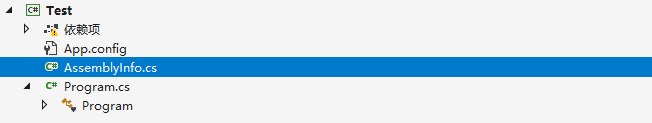 Test
依赖项
App.config
AssemblyInfo.cs
Program.cs
Program